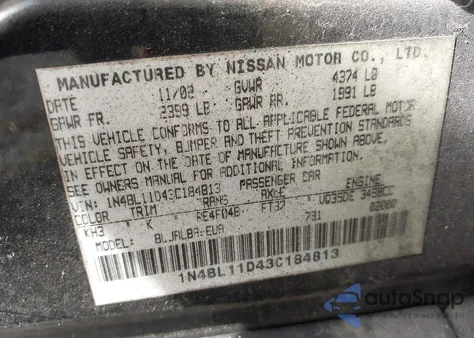 MANUFACTURED BY NISSAN MOTOR CO., LTD.
DATE 11/02 GVWR 4374 LB
GAWR FR. 2399 LB GAWR RR. 1991 LB
THIS VEHICLE CONFORMS TO ALL APPLICABLE FEDERAL MOTOR
VEHICLE SAFETY, BUMPER AND THEFT PREVENTION STANDARDS
IN EFFECT ON THE DATE OF MANUFACTURE SHOWN ABOVE.
SEE OWNERS MANUAL FOR ADDITIONAL INFORMATION.
VIN: 1N4BL11D43C184813 PASSENGER CAR
COLOR TRIM TRANS AXLE ENGINE
KH3 K RE4F04B FT37 VQ35DE 3498CC
MODEL: BLJALBA-EUA 731 02000
1N4BL11D43C184813
autoSnap